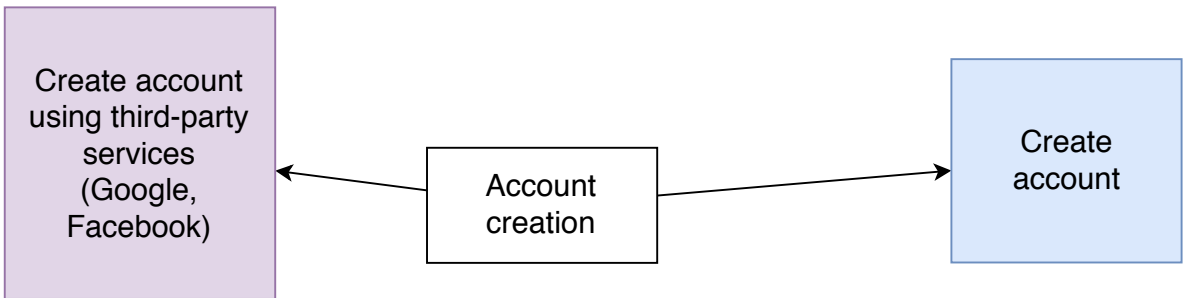 Create account
using third-party
services
(Google,
Facebook)
Account
creation
Create
account